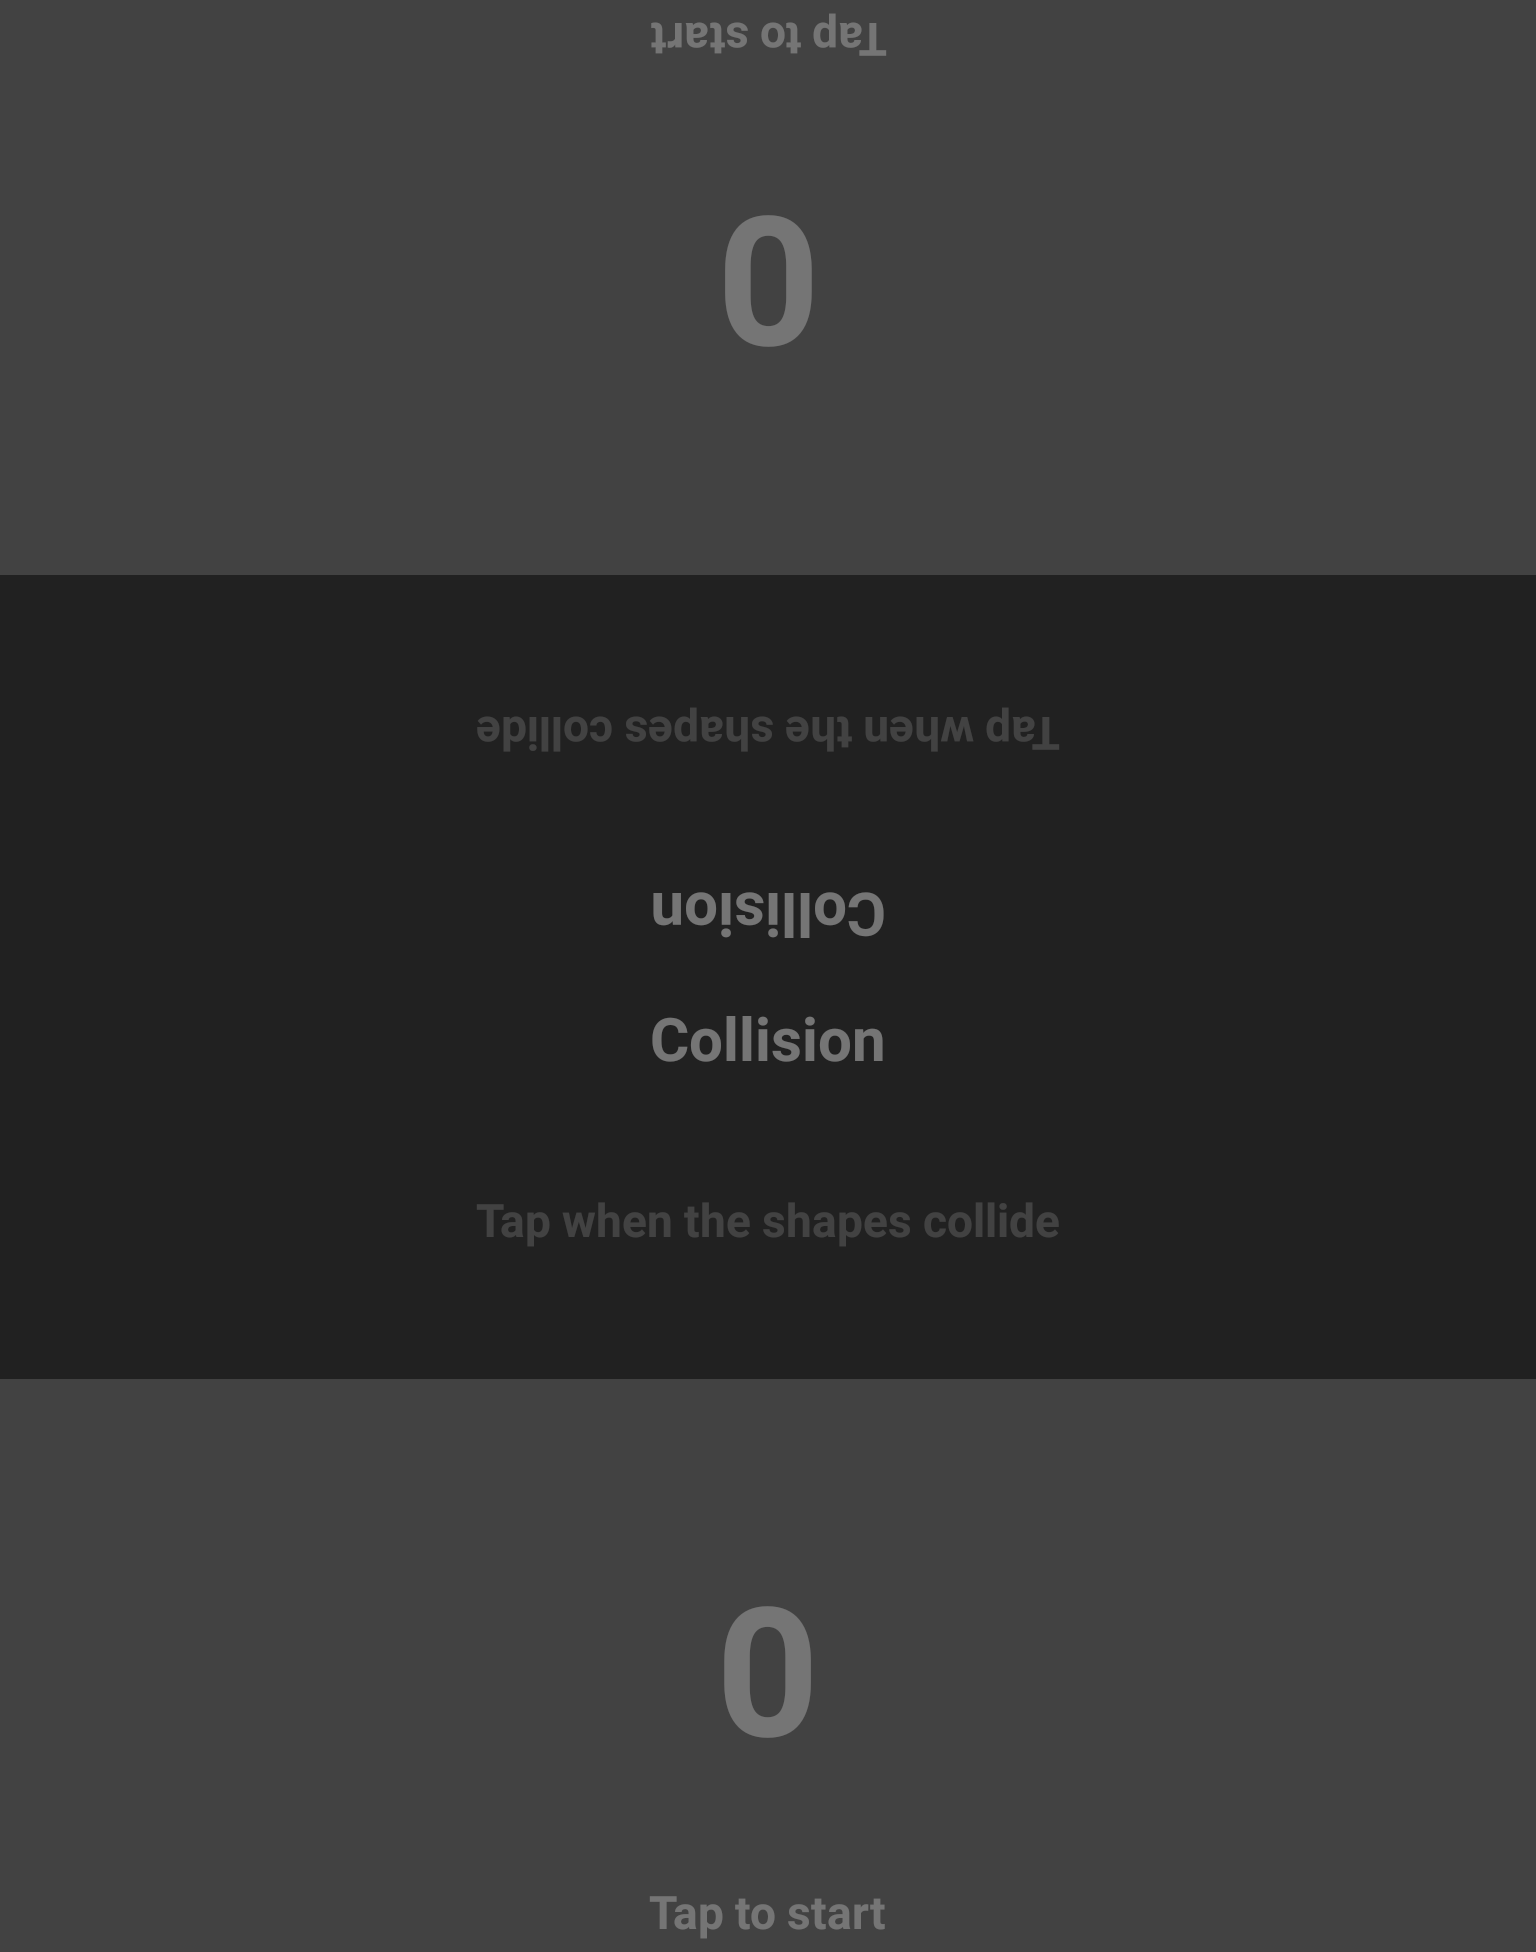 Tap to start
0
Tap when the shapes collide
Collision
Collision
Tap when the shapes collide
0
Tap to start